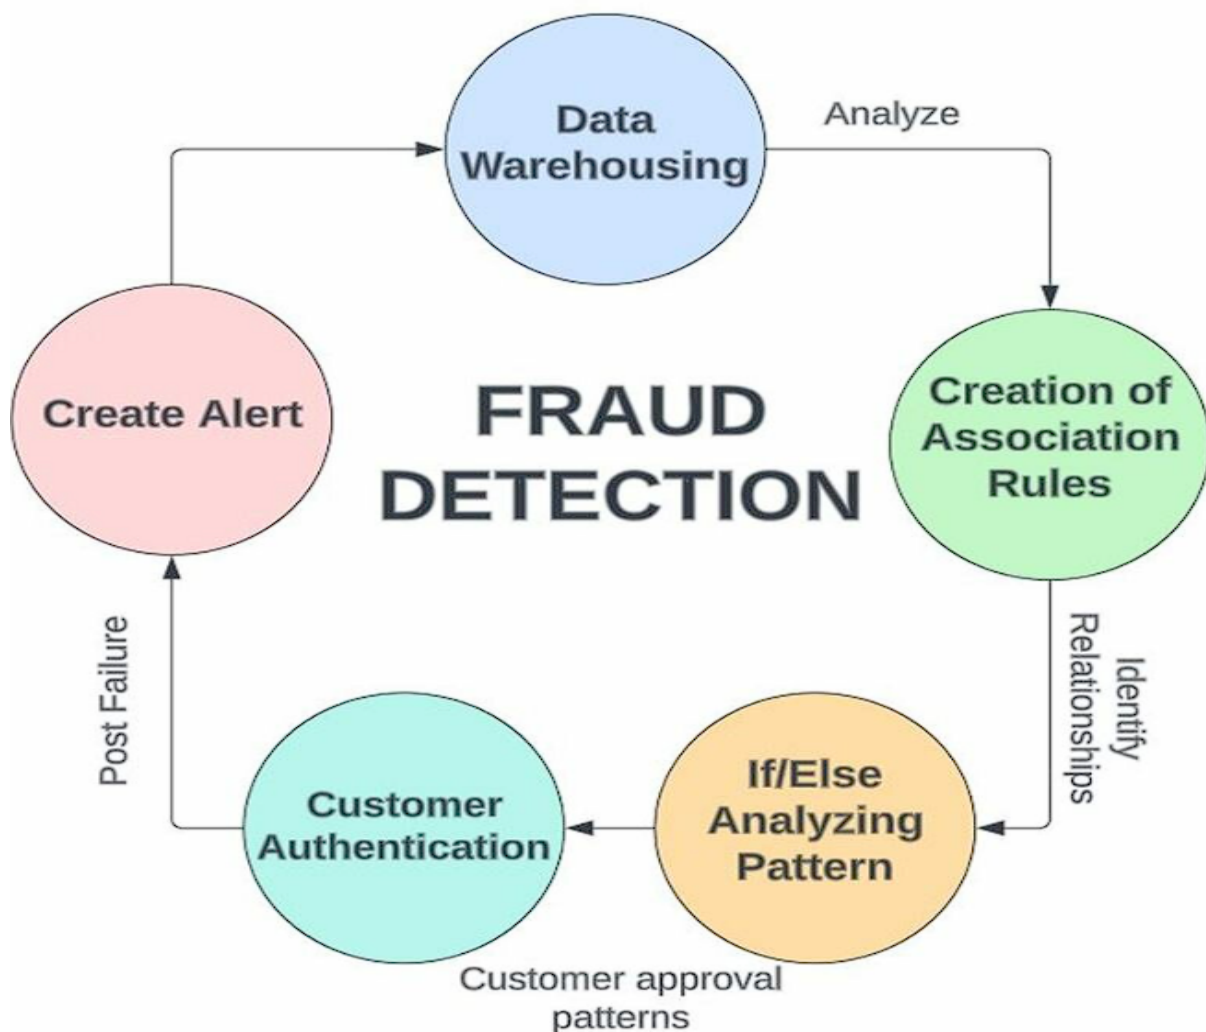 Data
Warehousing
Analyze
Create Alert
FRAUD
DETECTION
Creation of
Association
Rules
Identify
Relationships
If/Else
Analyzing
Pattern
Customer approval
patterns
Customer
Authentication
Post Failure